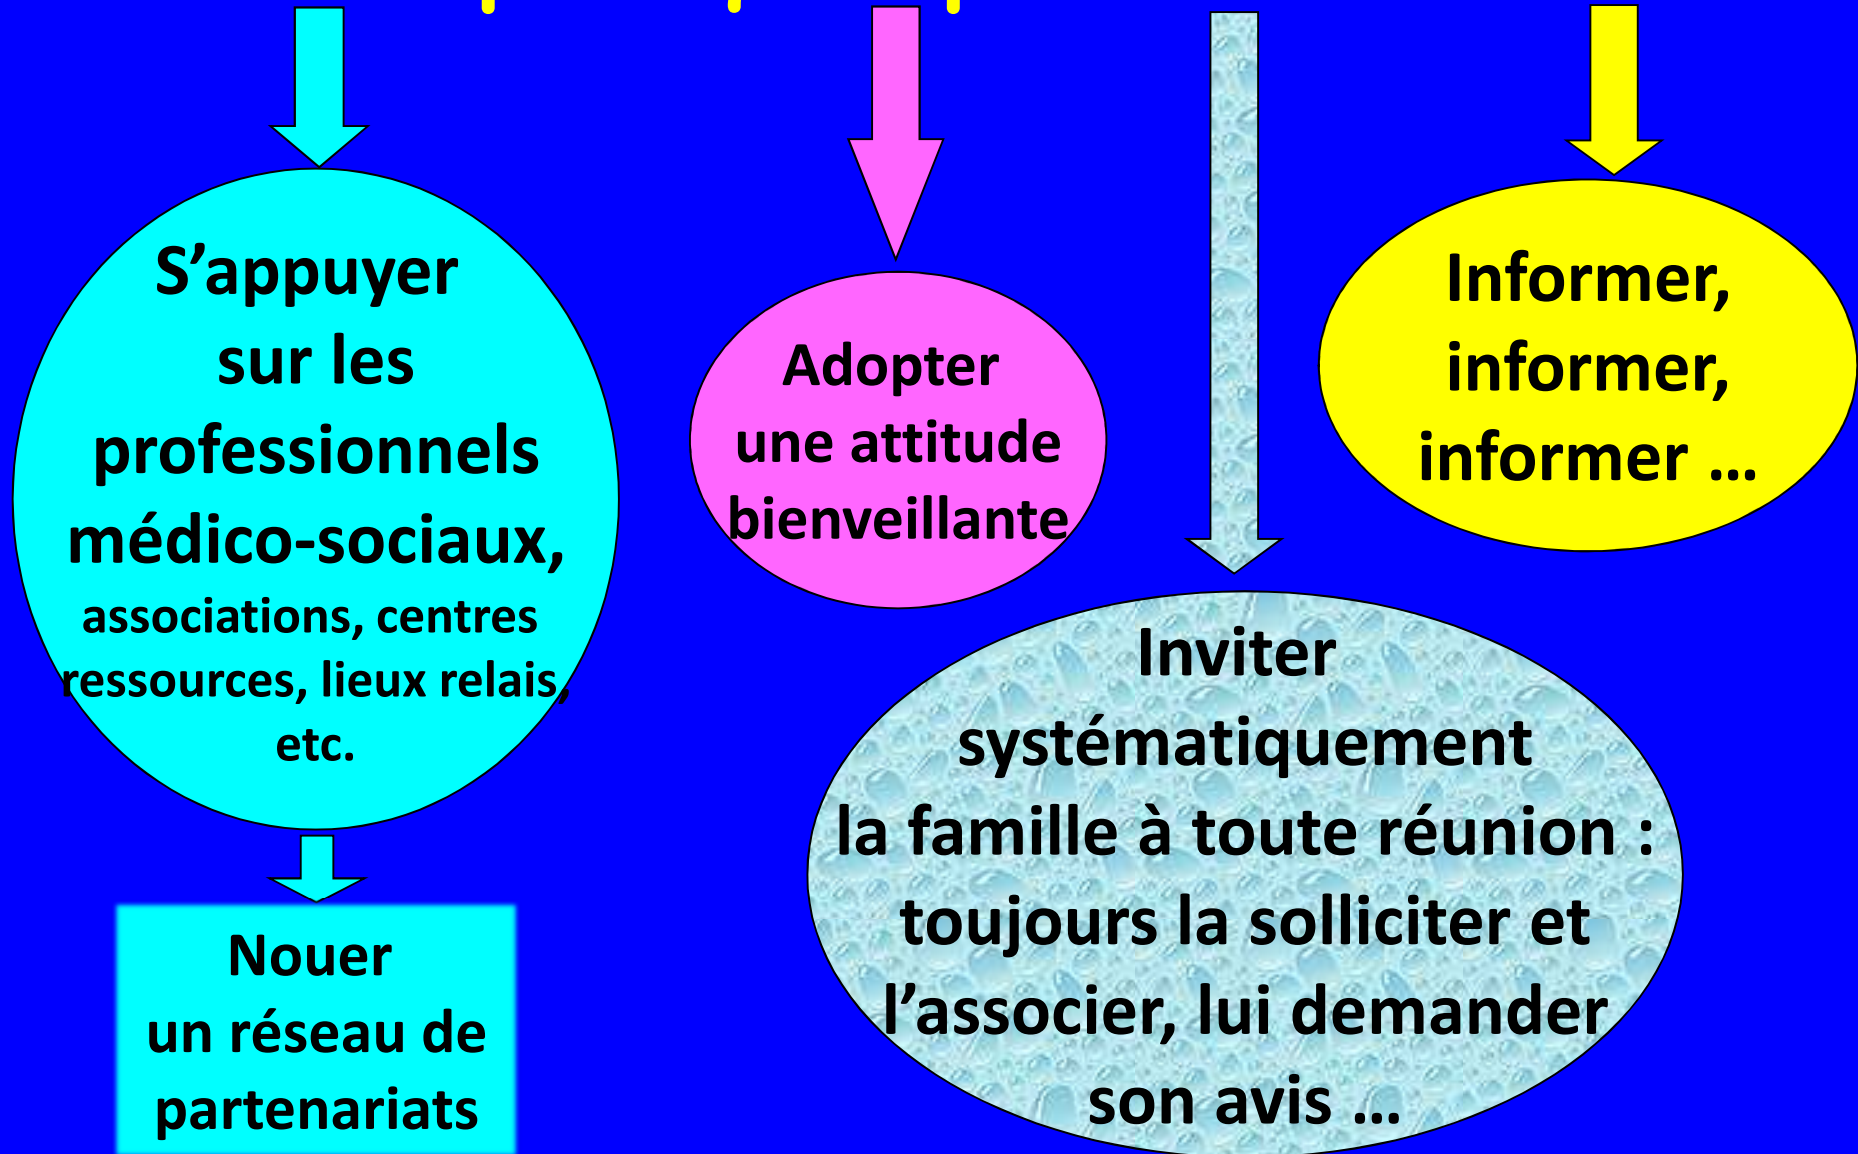 S’appuyer
sur les
professionnels
médico-sociaux,
associations, centres
ressources, lieux relais,
etc.
Nouer
un réseau de
partenariats
Adopter
une attitude
bienveillante
Inviter
systématiquement
la famille à toute réunion :
toujours la solliciter et
l’associer, lui demander
son avis …
Informer,
informer,
informer …